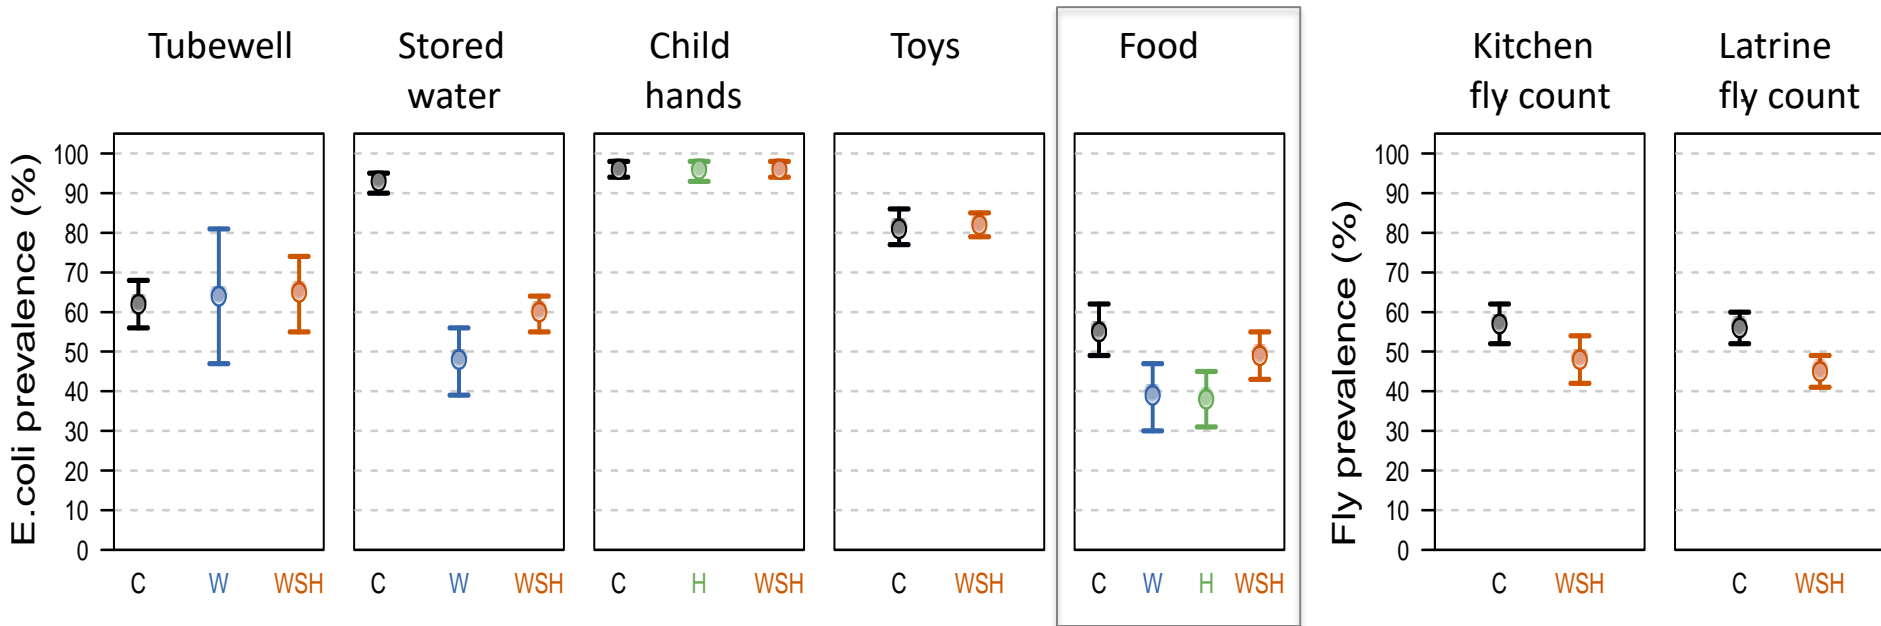 Tubewell
Stored
water
Child
hands
Toys
Food
Kitchen
fly count
Latrine
fly count
E.coli prevalence (%)
100
90
80
70
60
50
40
30
20
10
0
C W WSH
C W WSH
C H WSH
C WSH
C W H WSH
Fly prevalence (%)
100
90
80
70
60
50
40
30
20
10
0
C WSH
C WSH